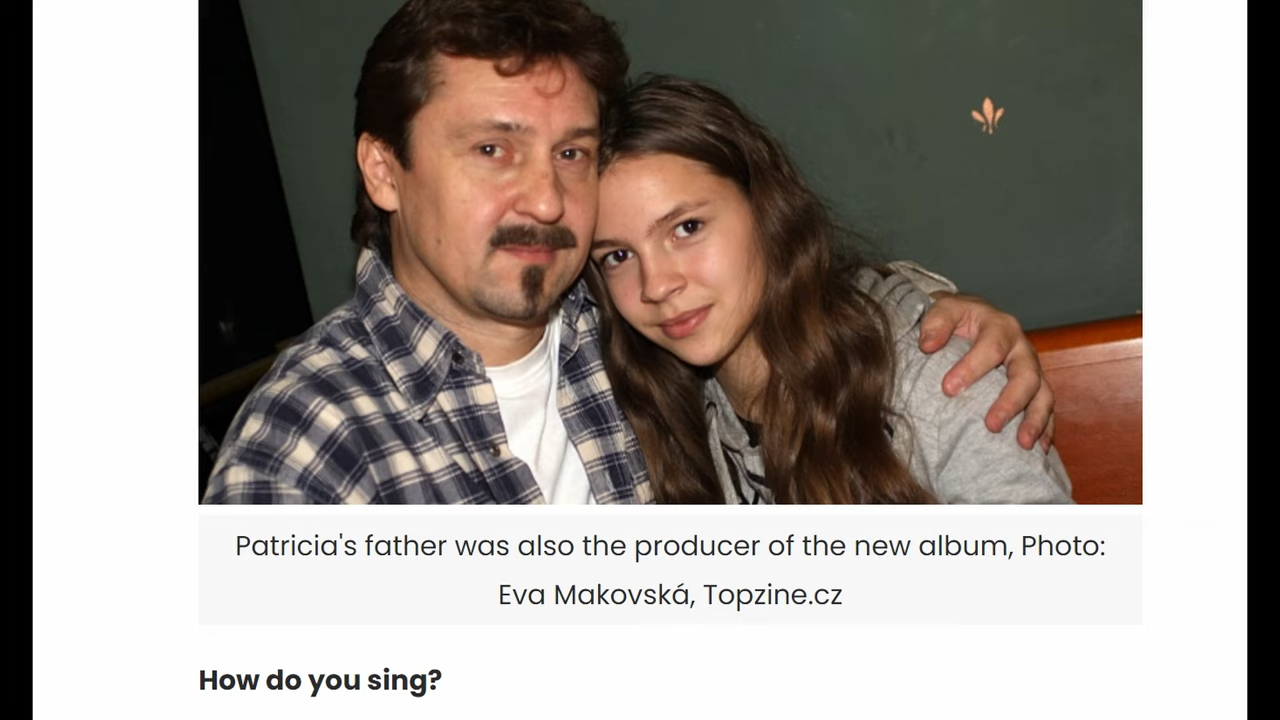 Patricia's father was also the producer of the new album, Photo:
Eva Makovská, Topzine.cz
How do you sing?